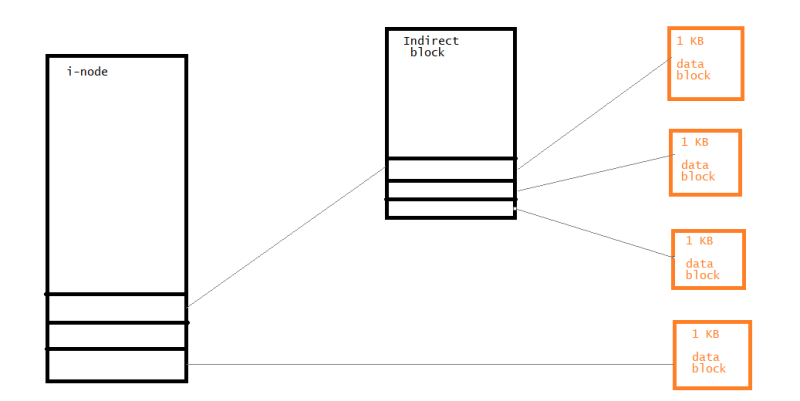 i-node
Indirect
block
1 KB
data
block
1 KB
data
block
1 KB
data
block
1 KB
data
block